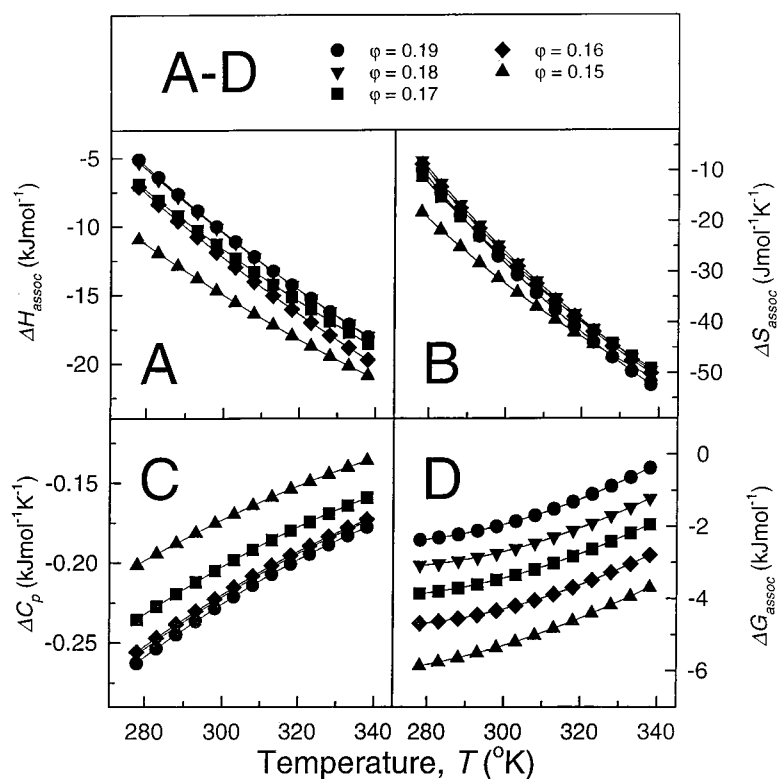 A-D
φ = 0.19
φ = 0.18
φ = 0.17
φ = 0.16
φ = 0.15
-5
-10
-15
-20
ΔH_assoc (kJmol⁻¹)
A
B
-10
-20
-30
-40
-50
ΔS_assoc (Jmol⁻¹K⁻¹)
-0.15
-0.20
-0.25
ΔC_p (kJmol⁻¹K⁻¹)
C
D
0
-2
-4
-6
ΔG_assoc (kJmol⁻¹)
280 300 320 340 280 300 320 340
Temperature, T (°K)